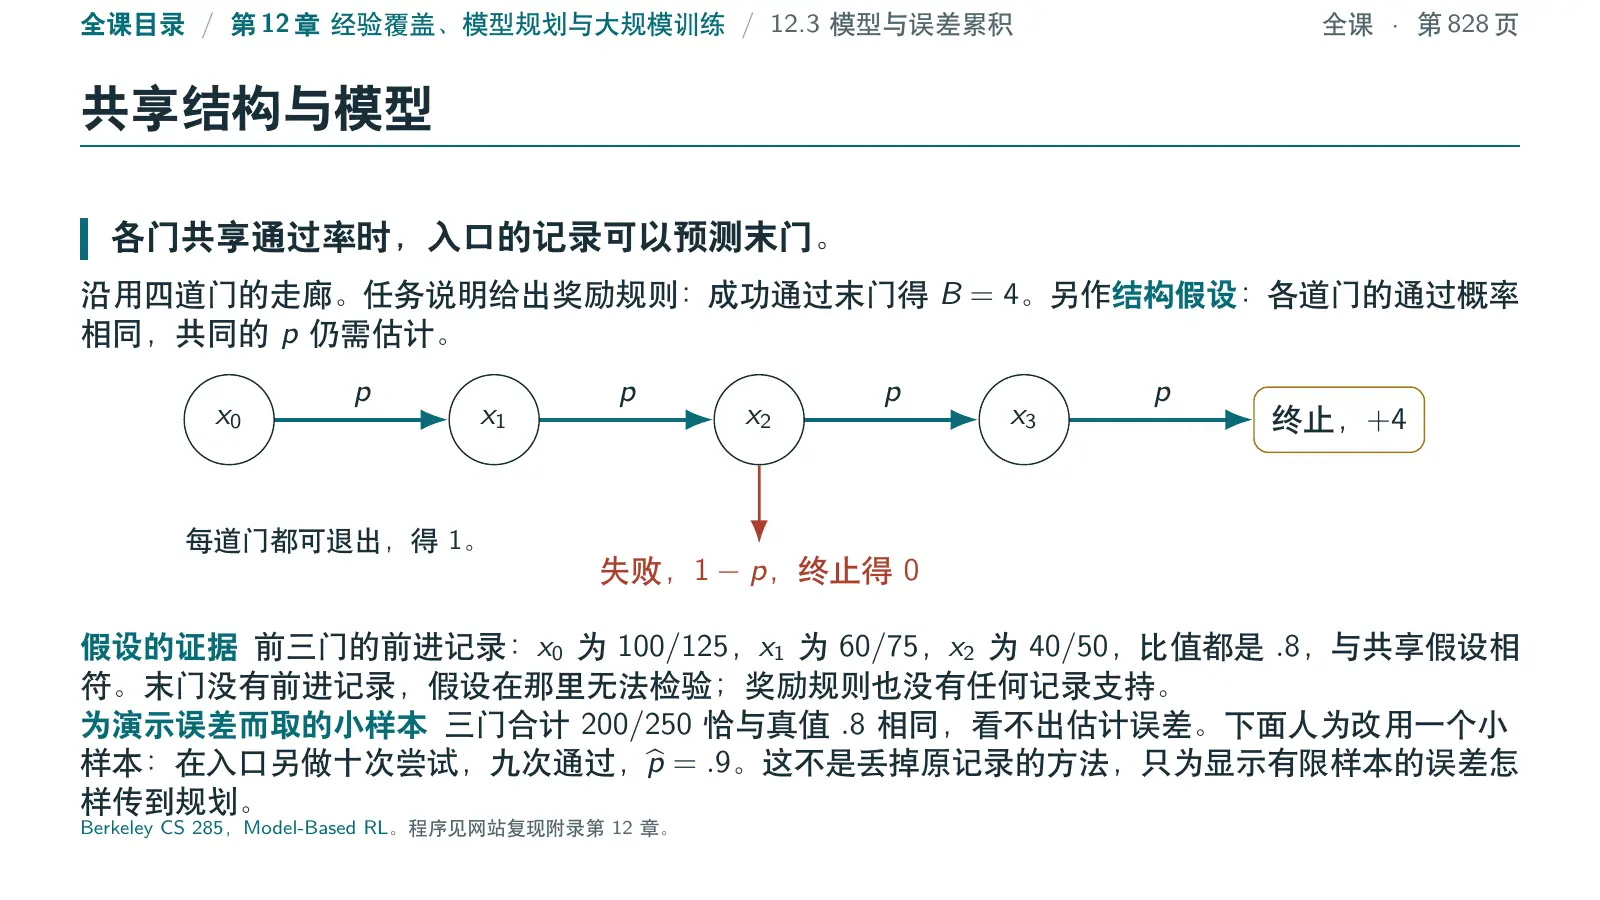 全课目录 / 第 12 章 经验覆盖、模型规划与大规模训练 / 12.3 模型与误差累积
全课 · 第 828 页
共享结构与模型
各门共享通过率时，入口的记录可以预测末门。
沿用四道门的走廊。任务说明给出奖励规则：成功通过末门得 B = 4。另作结构假设：各道门的通过概率
相同，共同的 p 仍需估计。
p p p p
x₀ x₁ x₂ x₃ 终止，+4
每道门都可退出，得 1。
失败，1 − p，终止得 0
假设的证据 前三门的前进记录：x₀ 为 100/125，x₁ 为 60/75，x₂ 为 40/50，比值都是 .8，与共享假设相
符。末门没有前进记录，假设在那里无法检验；奖励规则也没有任何记录支持。
为演示误差而取的小样本 三门合计 200/250 恰与真值 .8 相同，看不出估计误差。下面人为改用一个小
样本：在入口另做十次尝试，九次通过，p̂ = .9。这不是丢掉原记录的方法，只为显示有限样本的误差怎
样传到规划。
Berkeley CS 285，Model-Based RL。程序见网站复现附录第 12 章。